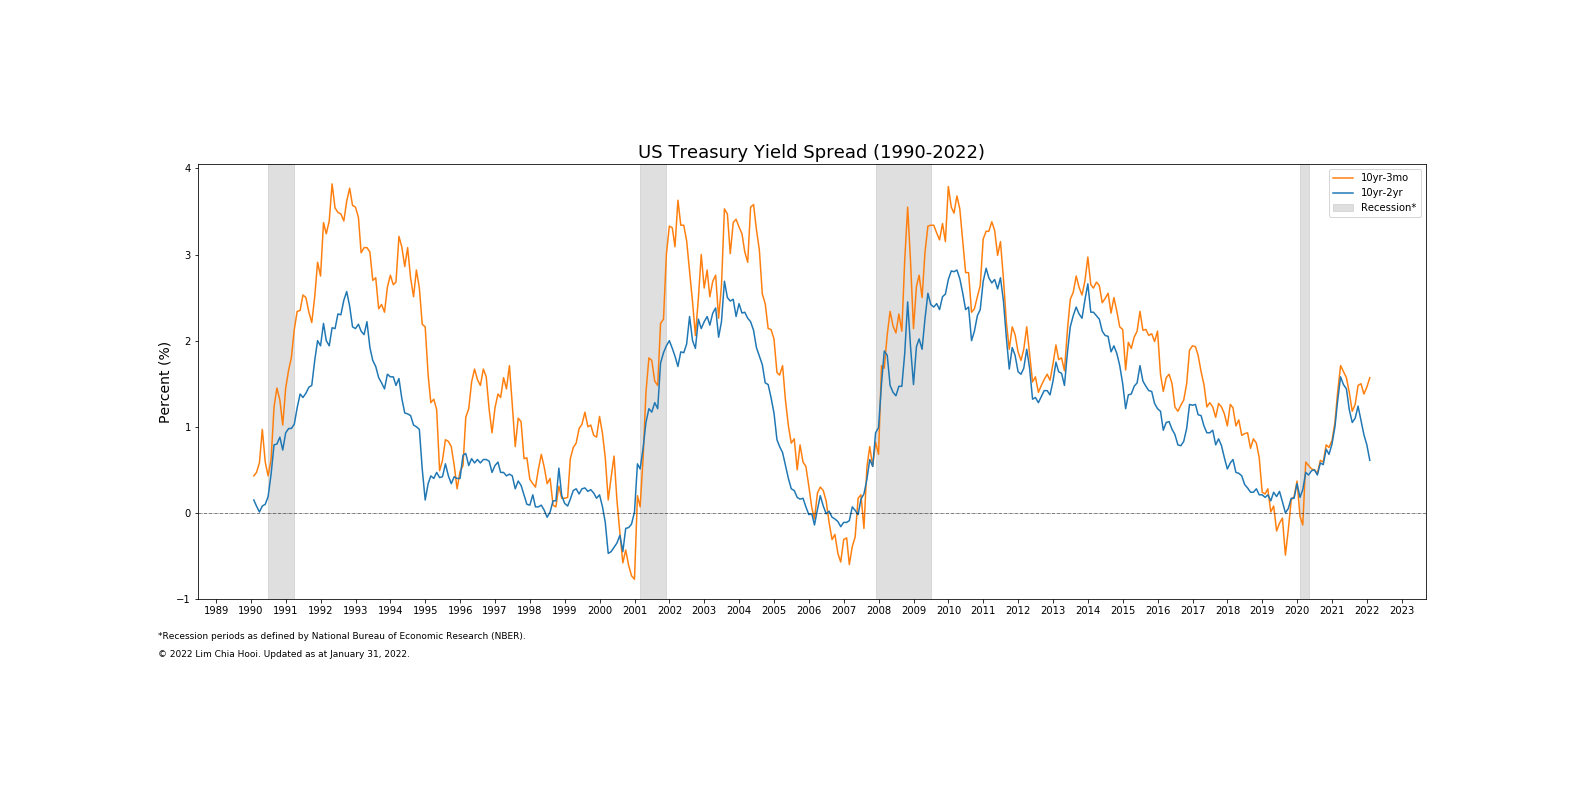 US Treasury Yield Spread (1990-2022)
10yr-3mo
10yr-2yr
Recession*
Percent (%)
4
3
2
1
0
−1
1989 1990 1991 1992 1993 1994 1995 1996 1997 1998 1999 2000 2001 2002 2003 2004 2005 2006 2007 2008 2009 2010 2011 2012 2013 2014 2015 2016 2017 2018 2019 2020 2021 2022 2023
*Recession periods as defined by National Bureau of Economic Research (NBER).
© 2022 Lim Chia Hooi. Updated as at January 31, 2022.